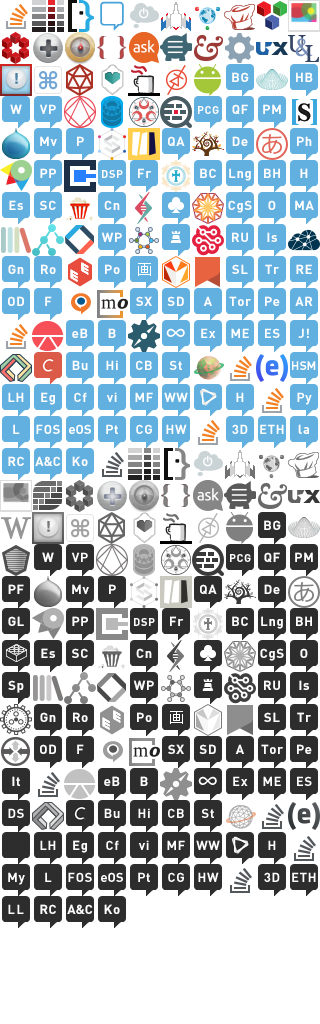 ask & UX U&L
BG HB
W VP PCG QF PM [S]
Mv P QA De あ Ph
PP DSP Fr BC Lng BH H
Es SC Cn CgS O MA
WP RU Is
Gn Ro Po SL Tr RE
OD F mo SX SD A Tor Pe AR
eB B ∞ Ex ME ES J!
C Bu Hi CB St (e) HSM
LH Eg Cf vi MF WW H Py
L FOS eOS Pt CG HW 3D ETH la
RC A&C Ko
ask & UX
W BG
W VP PCG QF PM
PF Mv P QA De あ
GL PP DSP Fr BC Lng BH
Es SC Cn CgS O
Sp WP RU Is
Gn Ro Po SL Tr
OD F mo SX SD A Tor Pe
It eB B ∞ Ex ME ES
DS C Bu Hi CB St (e)
LH Eg Cf vi MF WW H
My L FOS eOS Pt CG HW 3D ETH
LL RC A&C Ko